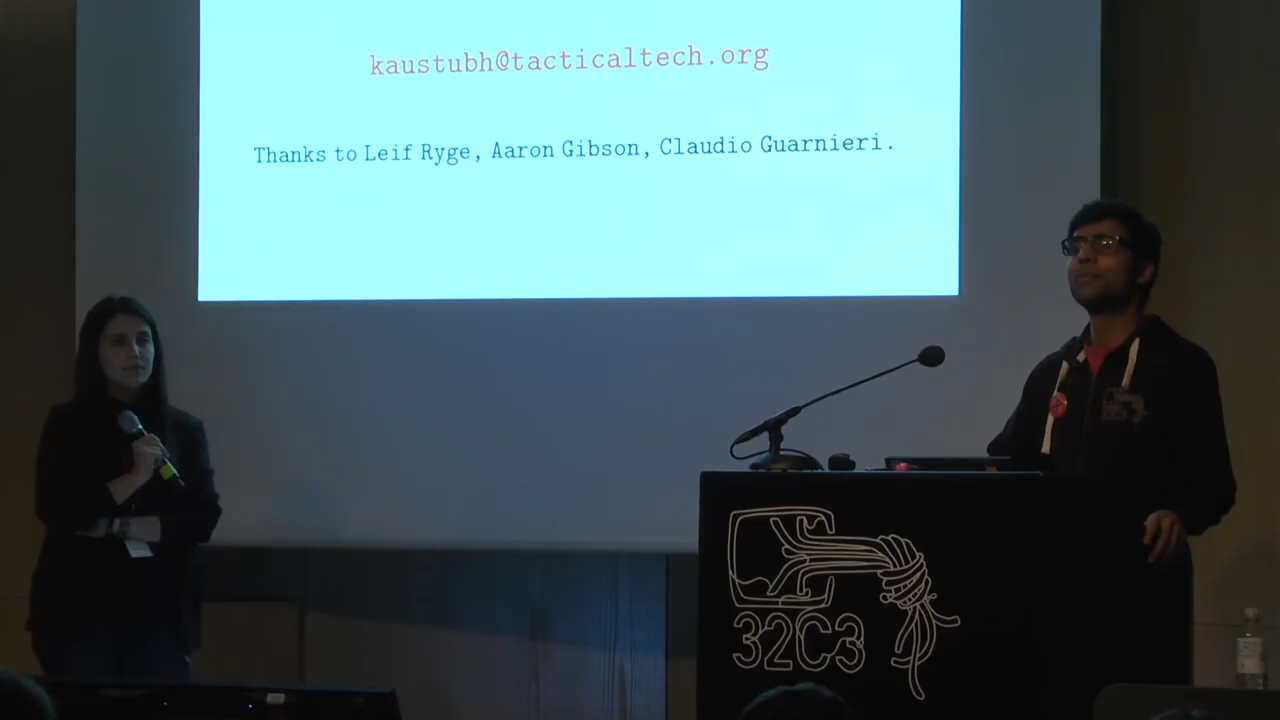 kaustubh@tacticaltech.org
Thanks to Leif Ryge, Aaron Gibson, Claudio Guarnieri.
32C3